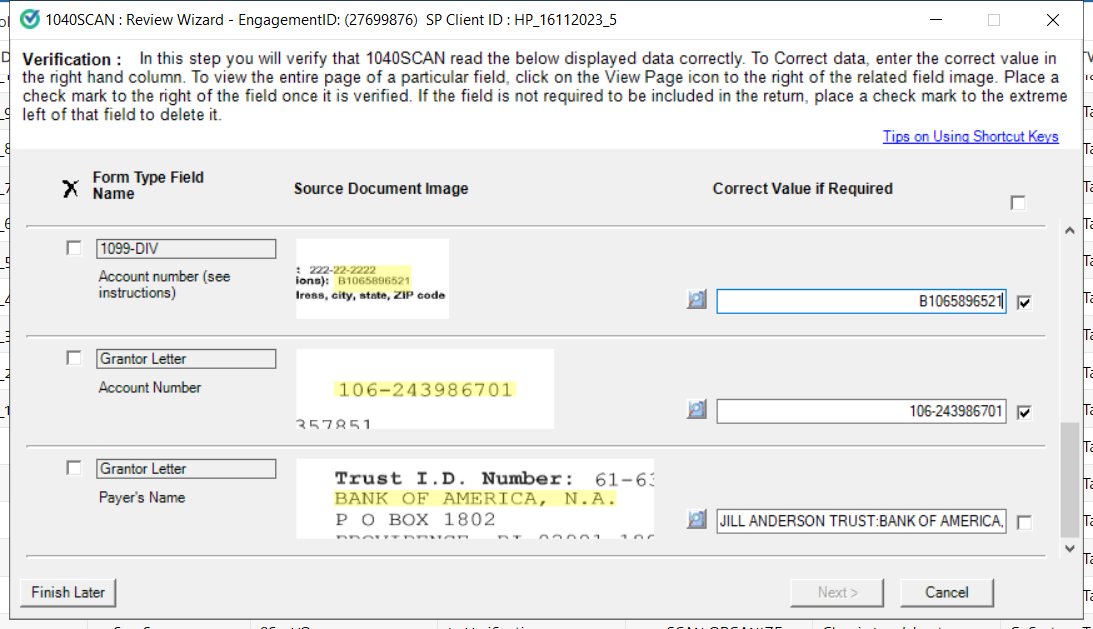 1040SCAN : Review Wizard - EngagementID: (27699876)  SP Client ID : HP_16112023_5
Verification :   In this step you will verify that 1040SCAN read the below displayed data correctly. To Correct data, enter the correct value in
the right hand column. To view the entire page of a particular field, click on the View Page icon to the right of the related field image. Place a
check mark to the right of the field once it is verified. If the field is not required to be included in the return, place a check mark to the extreme
left of that field to delete it.
Tips on Using Shortcut Keys
Form Type Field
Name
Source Document Image
Correct Value if Required
1099-DIV
Account number (see
instructions)
: 222-22-2222
ions): B1065896521
dress, city, state, ZIP code
B1065896521
Grantor Letter
Account Number
106-243986701
357851
106-243986701
Grantor Letter
Payer's Name
Trust I.D. Number: 61-63
BANK OF AMERICA, N.A.
P O BOX 1802
JILL ANDERSON TRUST:BANK OF AMERICA,
Finish Later
Next >
Cancel